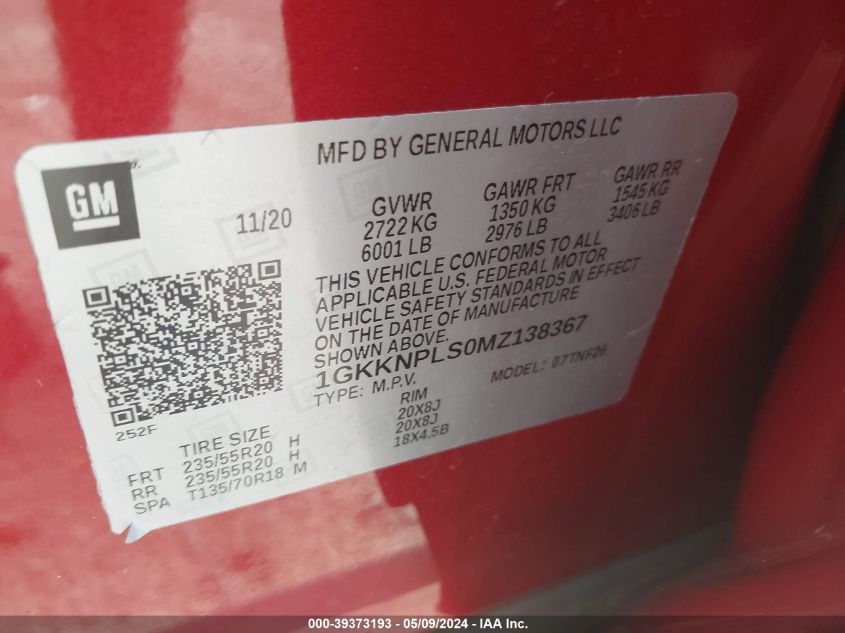 MFD BY GENERAL MOTORS LLC
GM
11/20
GVWR GAWR FRT GAWR RR
2722 KG 1350 KG 1545 KG
6001 LB 2976 LB 3406 LB
THIS VEHICLE CONFORMS TO ALL
APPLICABLE U.S. FEDERAL MOTOR
VEHICLE SAFETY STANDARDS IN EFFECT
ON THE DATE OF MANUFACTURE
SHOWN ABOVE.
1GKKNPLS0MZ138367
TYPE: M.P.V. MODEL: 07TNF26
252F
TIRE SIZE RIM
FRT 235/55R20 H 20X8J
RR 235/55R20 H 20X8J
SPA T135/70R18 M 18X4.5B
000-39373193 - 05/09/2024 - IAAI Inc.